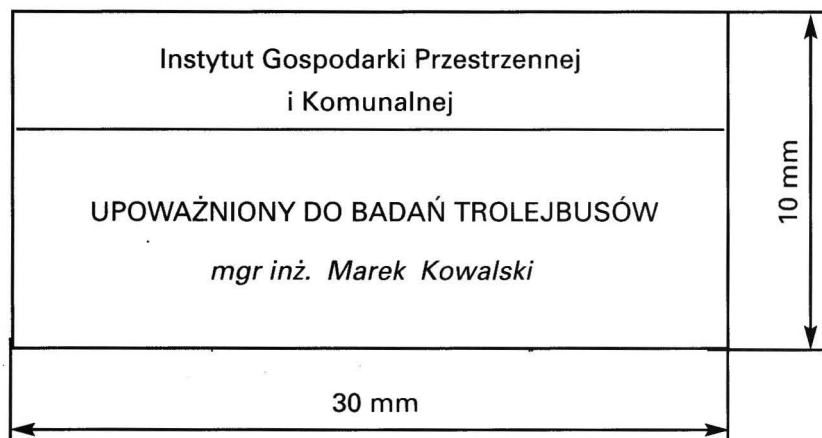 Instytut Gospodarki Przestrzennej
i Komunalnej
UPOWAŻNIONY DO BADAŃ TROLEJBUSÓW
mgr inż. Marek Kowalski
10 mm
30 mm